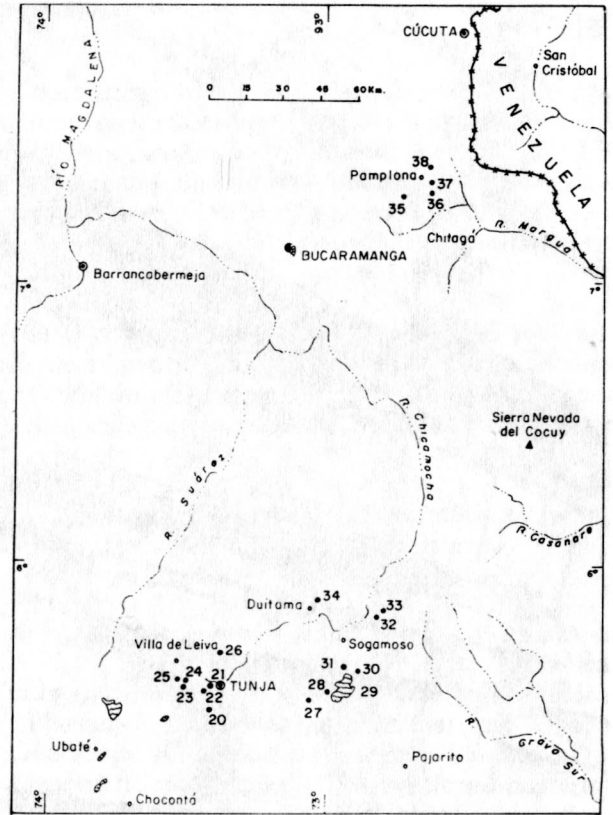 74°
93°
CÚCUTA
San
Cristóbal
VENEZUELA
RÍO MAGDALENA
0 15 30 45 60 Km.
38
Pamplona
37
35
36
Chitagá
R. Margua
BUCARAMANGA
Barrancabermeja
7°
7°
R. Chicamocha
Sierra Nevada
del Cocuy
R. Suárez
R. Casanare
6°
6°
34
Duitama
33
32
Villa de Leiva
26
Sogamoso
31
30
25
24
21
TUNJA
23
22
28
29
20
27
R. Gravo Sur
Ubaté
Pajarito
Chocontá
74°
73°